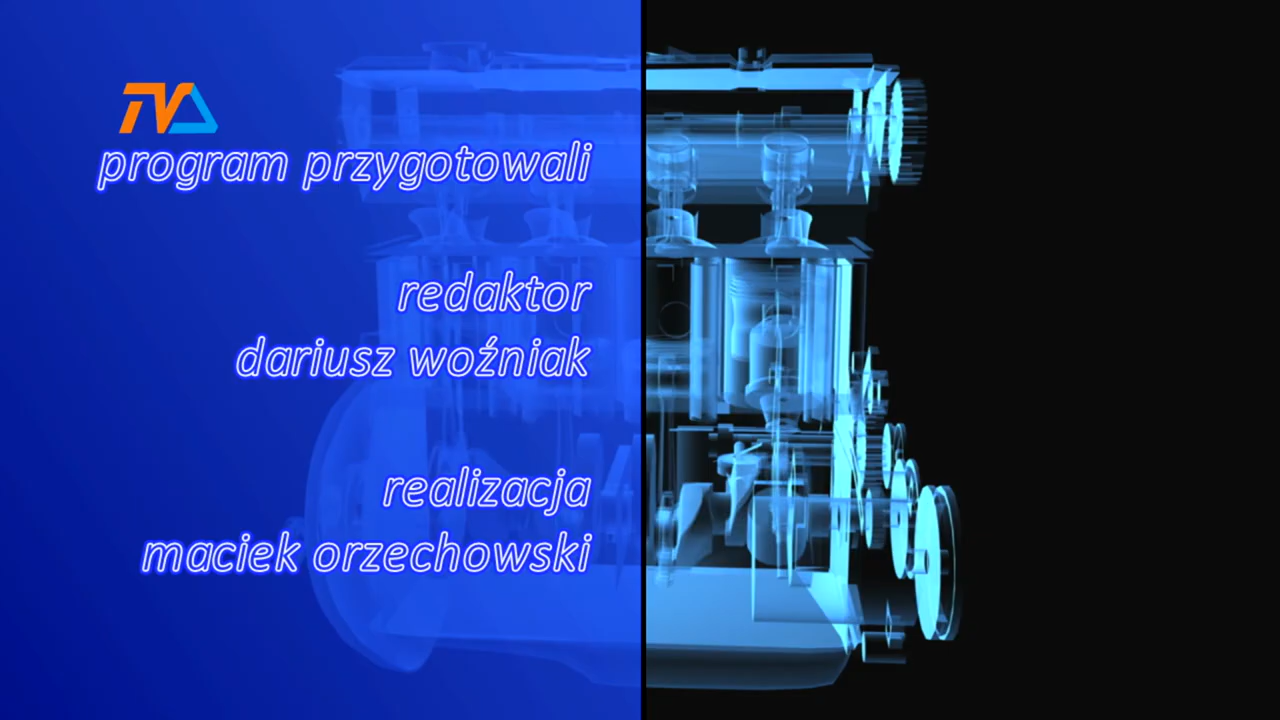 TVA
program przygotowali
redaktor
dariusz woźniak
realizacja
maciek orzechowski